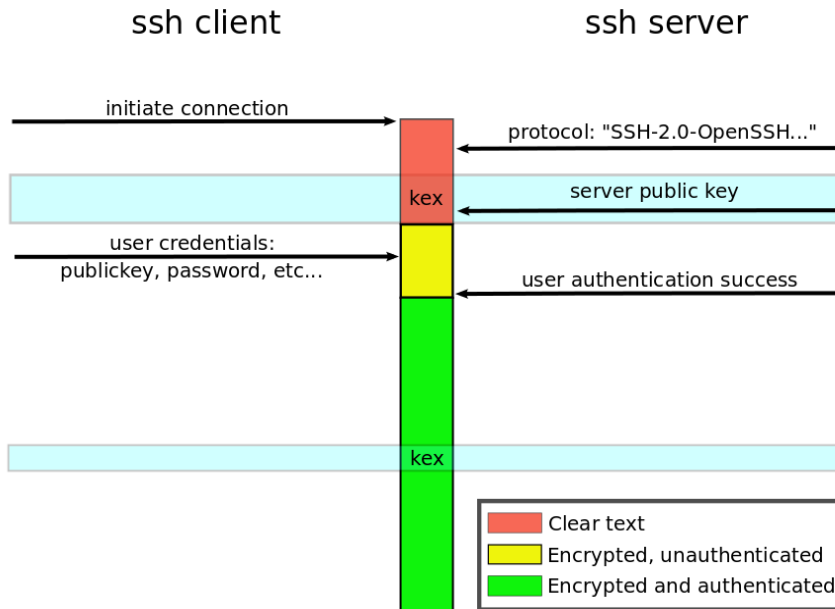 ssh client
ssh server
initiate connection
protocol: "SSH-2.0-OpenSSH..."
kex
server public key
user credentials:
publickey, password, etc...
user authentication success
kex
Clear text
Encrypted, unauthenticated
Encrypted and authenticated